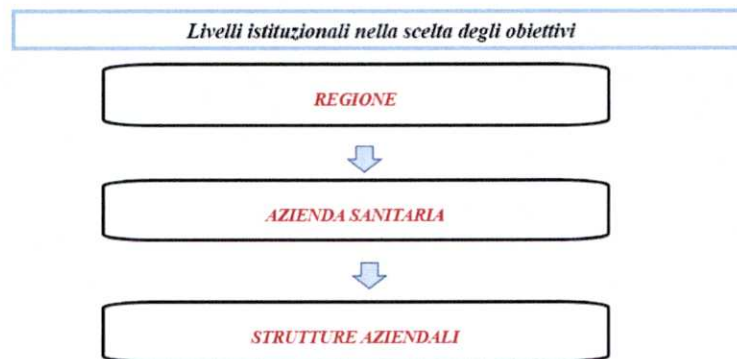 Livelli istituzionali nella scelta degli obiettivi
REGIONE
AZIENDA SANITARIA
STRUTTURE AZIENDALI